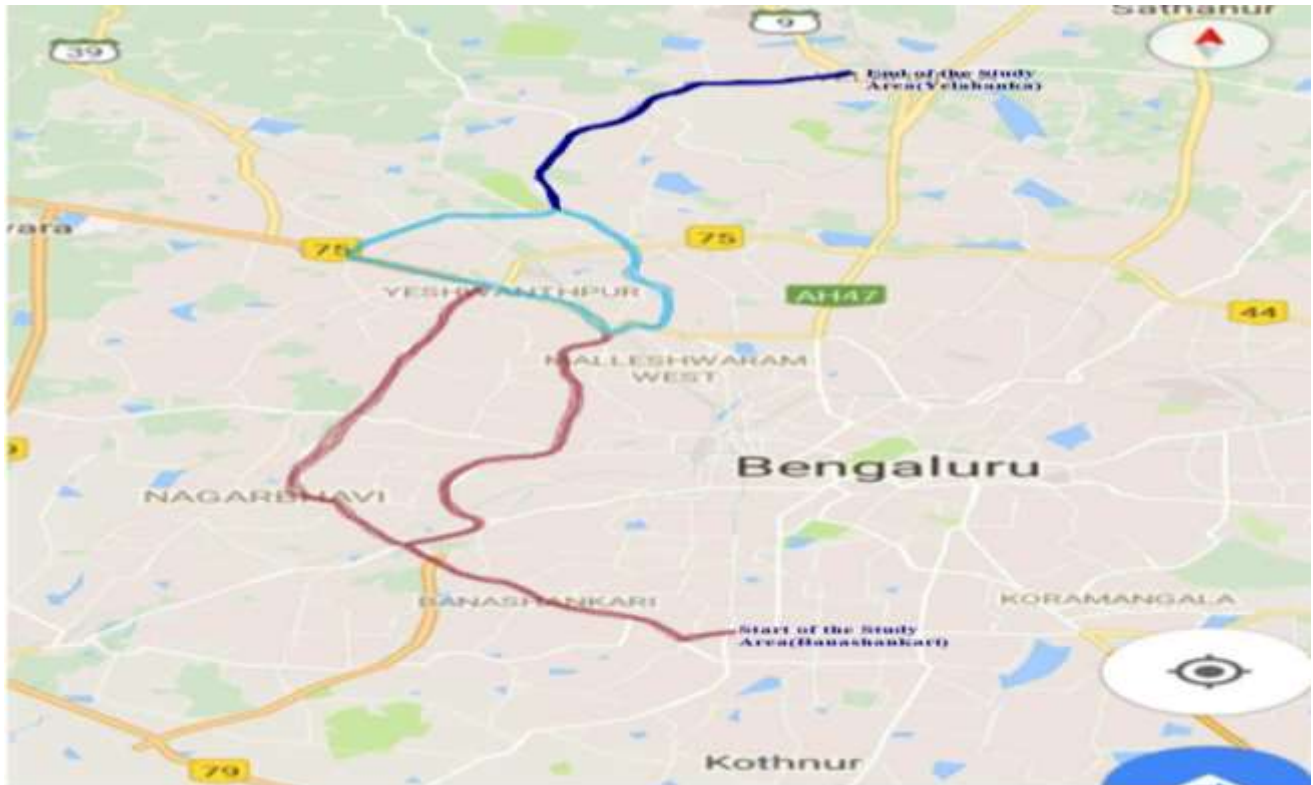 Sathanur
39
9
End of the Study
Area(Yelahanka)
vara
75
75
YESHWANTHPUR
AH47
44
MALLESHWARAM
WEST
Bengaluru
NAGARBHAVI
BANASHANKARI
KORAMANGALA
Start of the Study
Area(Banashankari)
Kothnur
79